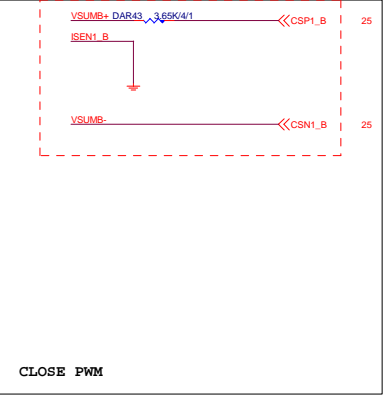 VSUMB+ DAR43 3.65K/4/1 CSP1_B 25
ISEN1_B
VSUMB- CSN1_B 25
CLOSE PWM